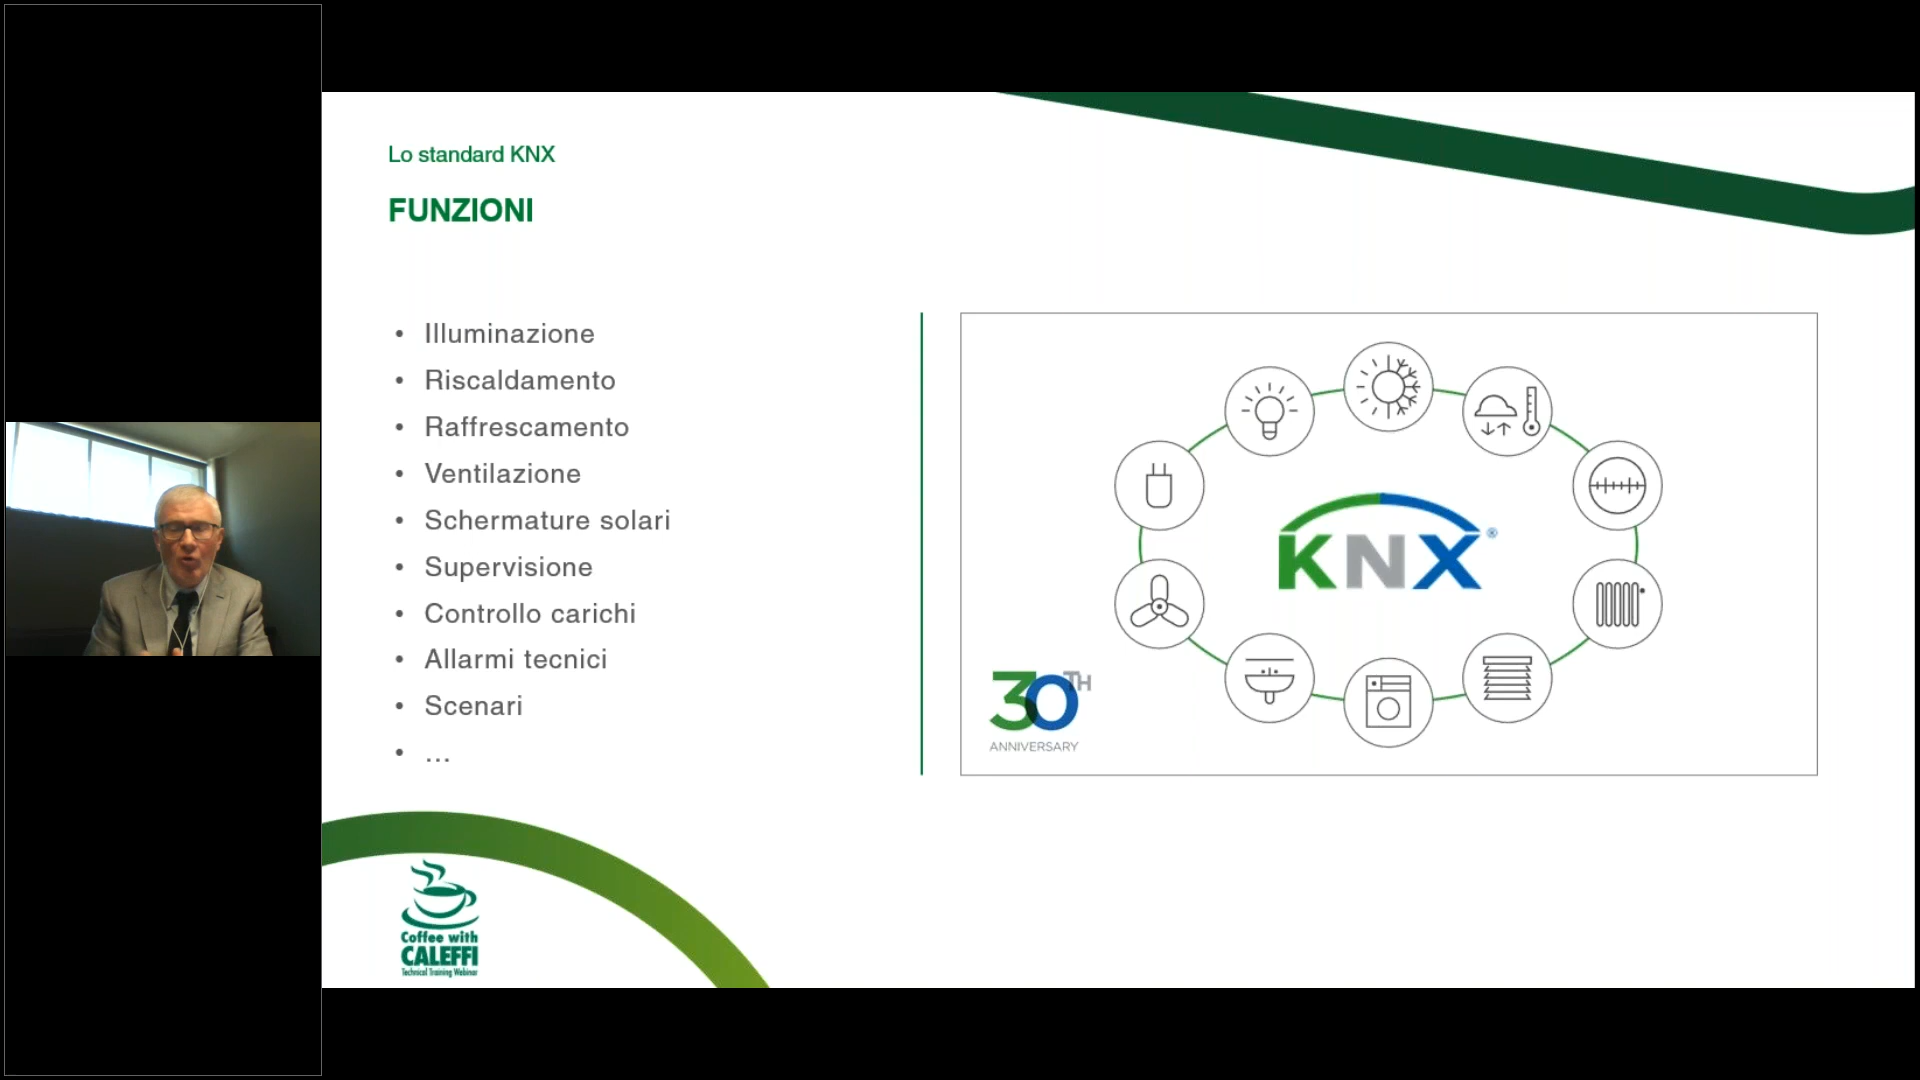 Lo standard KNX
FUNZIONI
• Illuminazione
• Riscaldamento
• Raffrescamento
• Ventilazione
• Schermature solari
• Supervisione
• Controllo carichi
• Allarmi tecnici
• Scenari
• ...
KNX®
30TH
ANNIVERSARY
Coffee with
CALEFFI
Technical Training Webinar